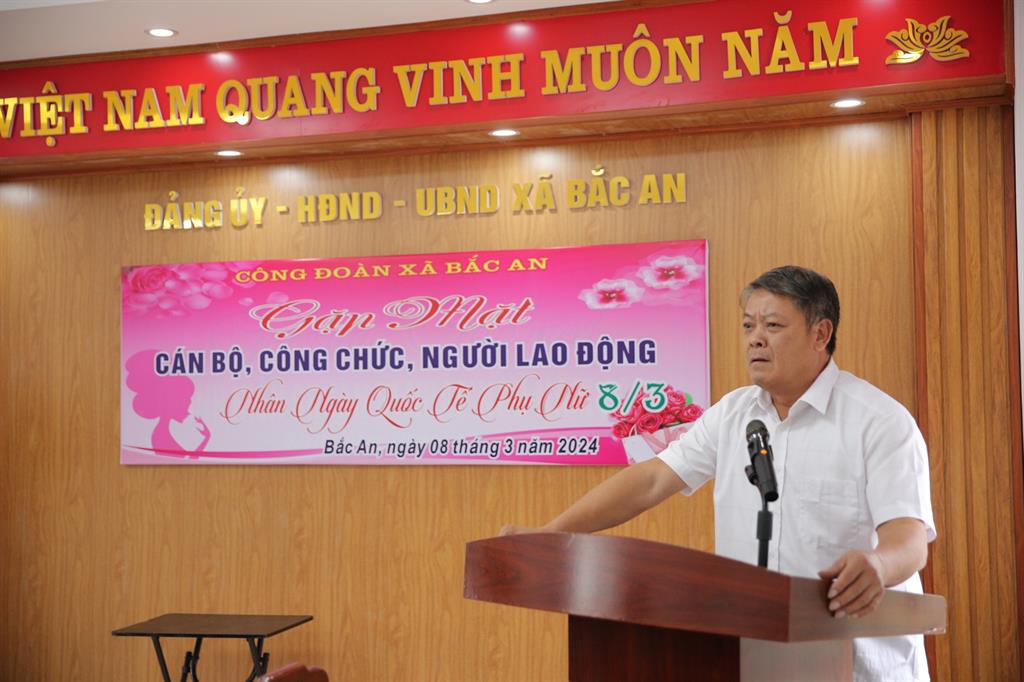 VIỆT NAM QUANG VINH MUÔN NĂM
ĐẢNG ỦY - HĐND - UBND XÃ BẮC AN
CÔNG ĐOÀN XÃ BẮC AN
Gặp Mặt
CÁN BỘ, CÔNG CHỨC, NGƯỜI LAO ĐỘNG
Nhân Ngày Quốc Tế Phụ Nữ 8/3
Bắc An, ngày 08 tháng 3 năm 2024